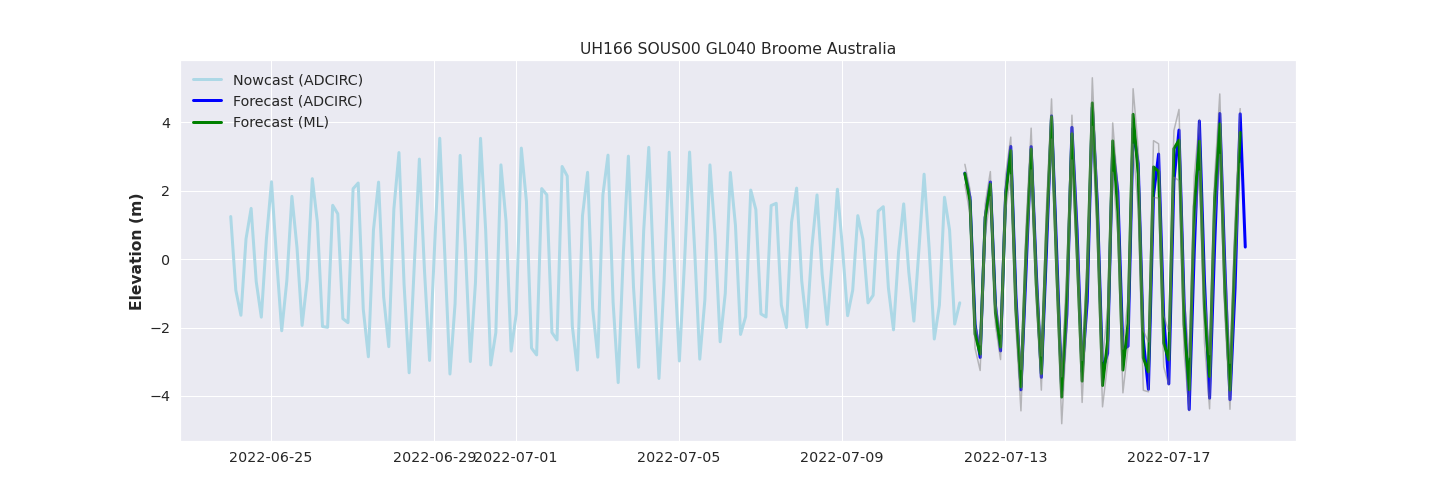 UH166 SOUS00 GL040 Broome Australia
Nowcast (ADCIRC)
Forecast (ADCIRC)
Forecast (ML)
Elevation (m)
4
2
0
−2
−4
2022-06-25
2022-06-29
2022-07-01
2022-07-05
2022-07-09
2022-07-13
2022-07-17